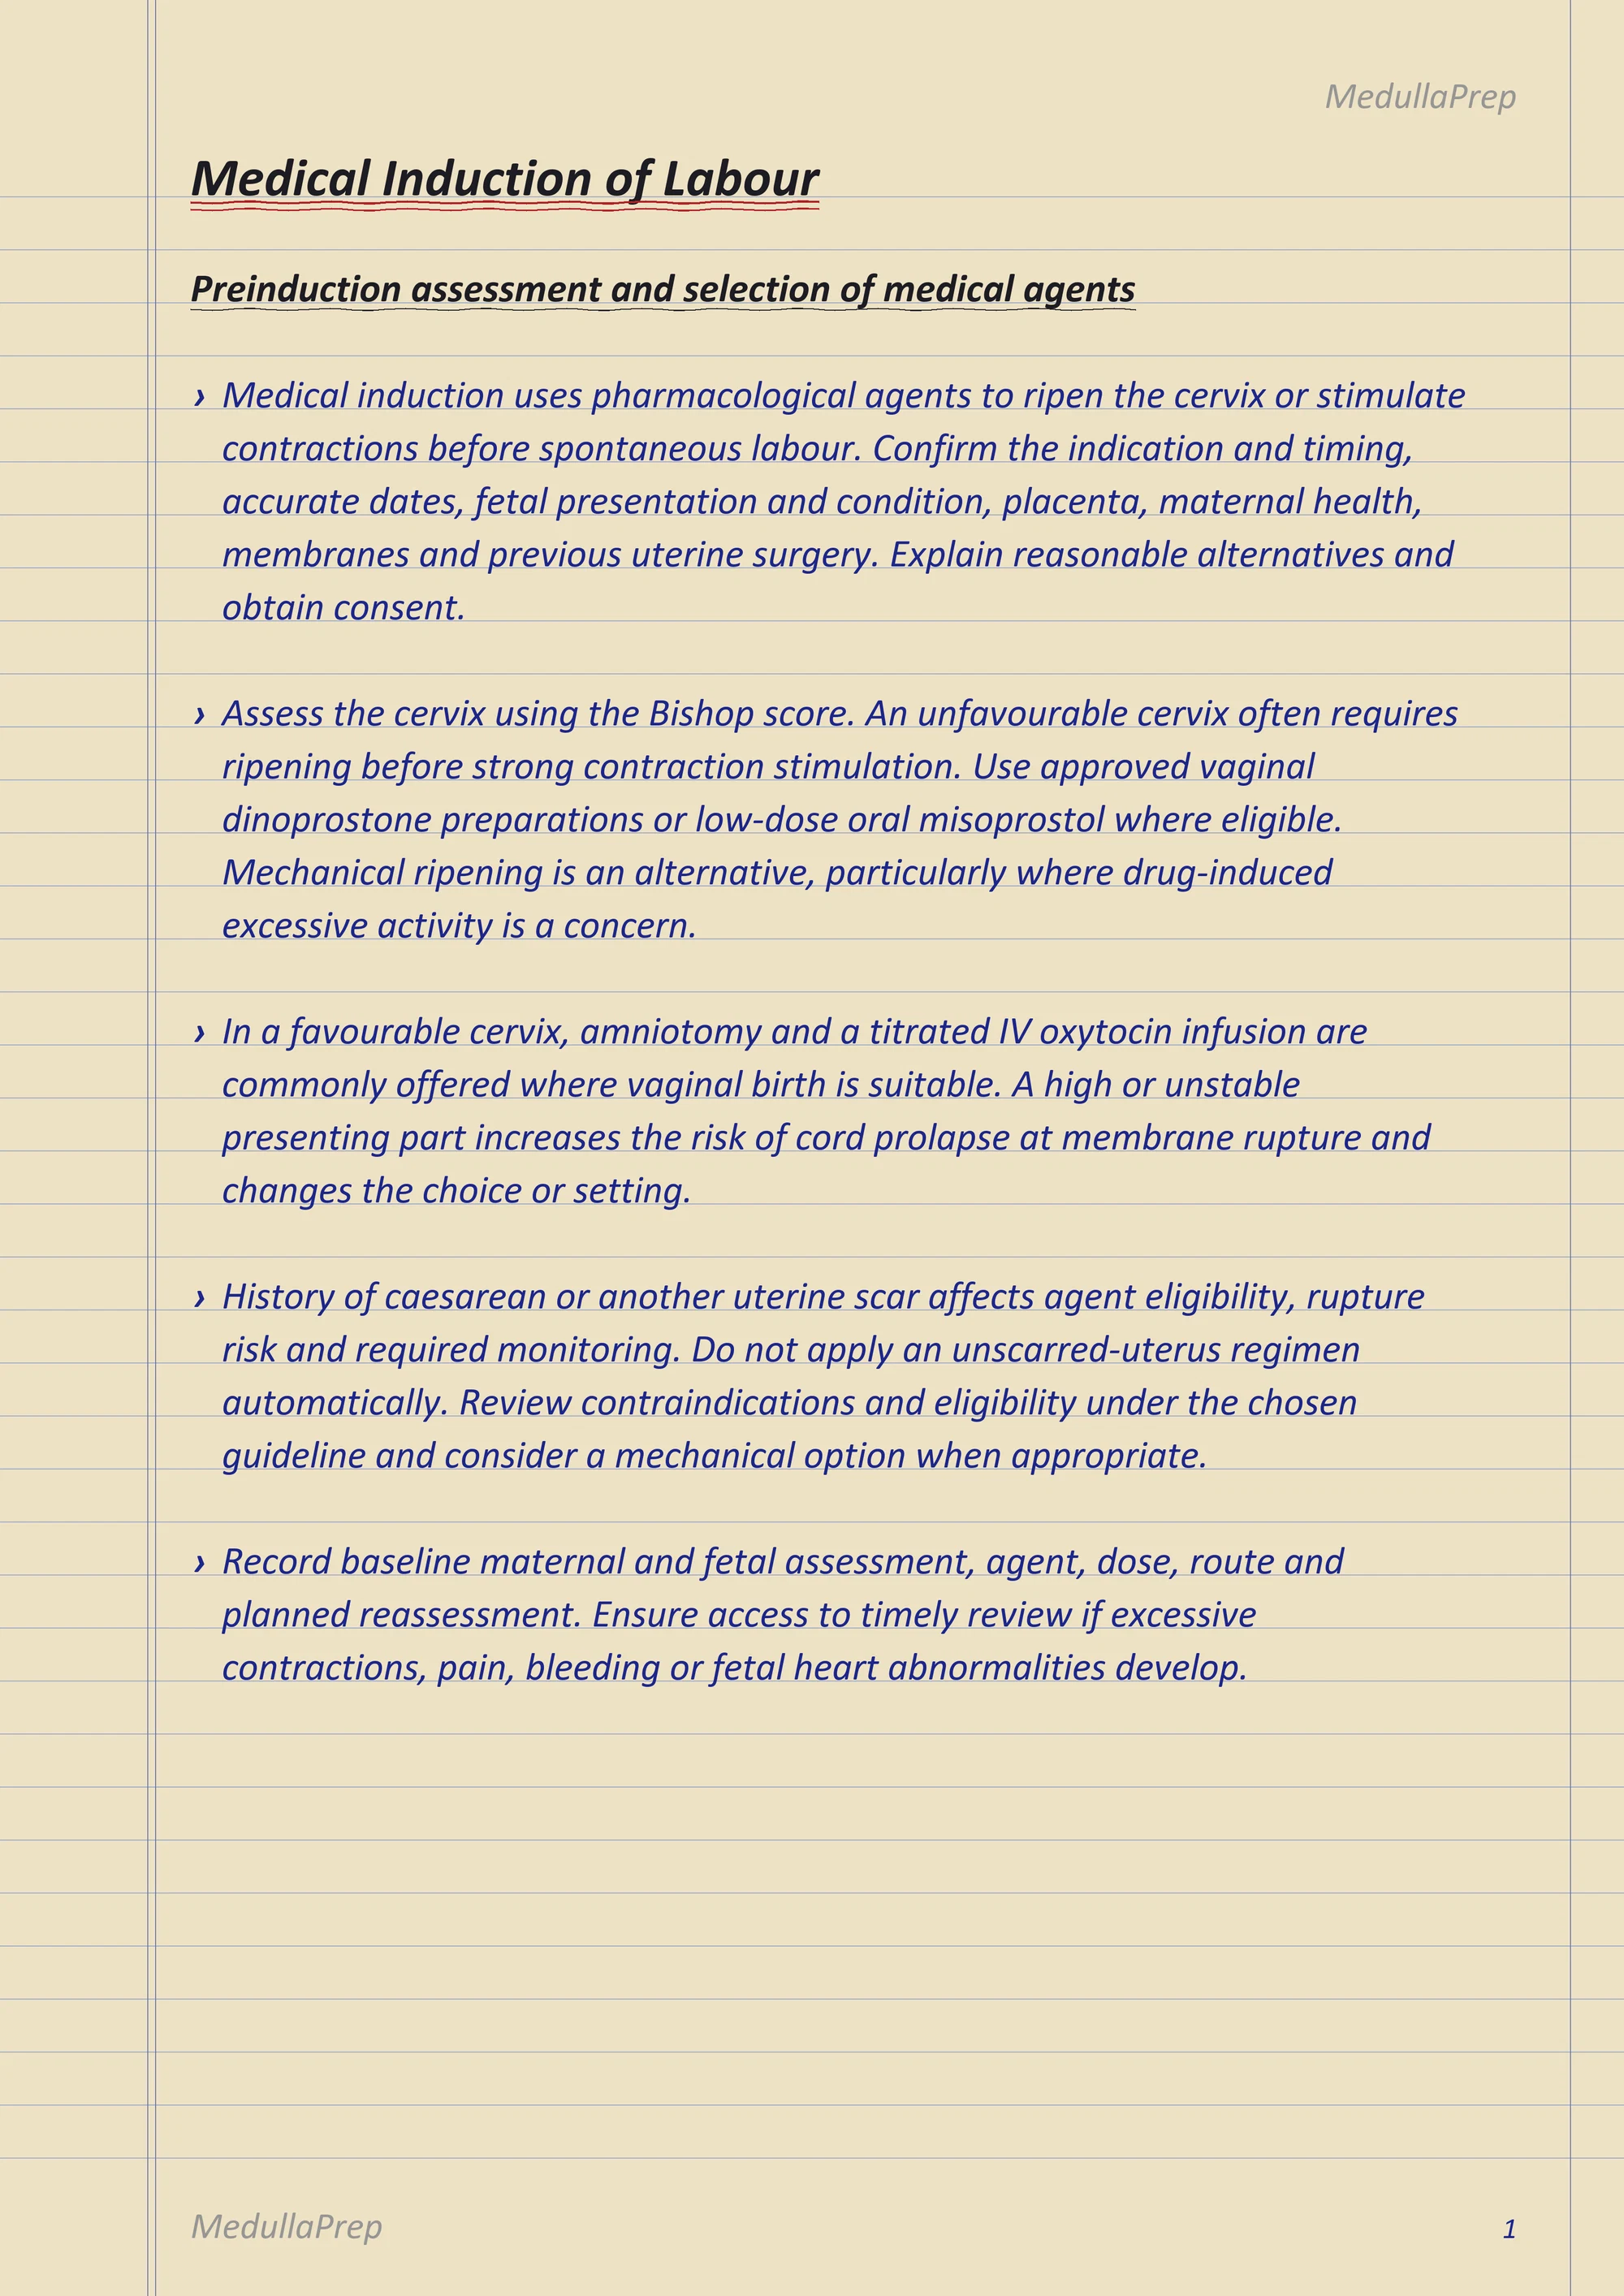 MedullaPrep
Medical Induction of Labour
Preinduction assessment and selection of medical agents
› Medical induction uses pharmacological agents to ripen the cervix or stimulate
contractions before spontaneous labour. Confirm the indication and timing,
accurate dates, fetal presentation and condition, placenta, maternal health,
membranes and previous uterine surgery. Explain reasonable alternatives and
obtain consent.
› Assess the cervix using the Bishop score. An unfavourable cervix often requires
ripening before strong contraction stimulation. Use approved vaginal
dinoprostone preparations or low-dose oral misoprostol where eligible.
Mechanical ripening is an alternative, particularly where drug-induced
excessive activity is a concern.
› In a favourable cervix, amniotomy and a titrated IV oxytocin infusion are
commonly offered where vaginal birth is suitable. A high or unstable
presenting part increases the risk of cord prolapse at membrane rupture and
changes the choice or setting.
› History of caesarean or another uterine scar affects agent eligibility, rupture
risk and required monitoring. Do not apply an unscarred-uterus regimen
automatically. Review contraindications and eligibility under the chosen
guideline and consider a mechanical option when appropriate.
› Record baseline maternal and fetal assessment, agent, dose, route and
planned reassessment. Ensure access to timely review if excessive
contractions, pain, bleeding or fetal heart abnormalities develop.
MedullaPrep
1